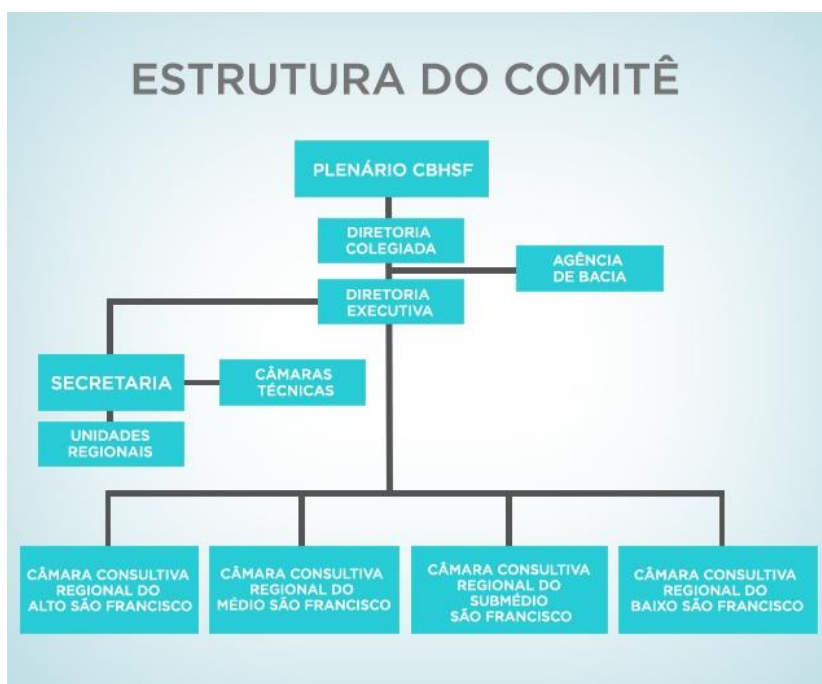 ESTRUTURA DO COMITÊ
PLENÁRIO CBHSF
DIRETORIA
COLEGIADA
AGÊNCIA
DE BACIA
DIRETORIA
EXECUTIVA
SECRETARIA
CÂMARAS
TÉCNICAS
UNIDADES
REGIONAIS
CÂMARA CONSULTIVA
REGIONAL DO
ALTO SÃO FRANCISCO
CÂMARA CONSULTIVA
REGIONAL DO
MÉDIO SÃO FRANCISCO
CÂMARA CONSULTIVA
REGIONAL DO
SUBMÉDIO
SÃO FRANCISCO
CÂMARA CONSULTIVA
REGIONAL DO
BAIXO SÃO FRANCISCO